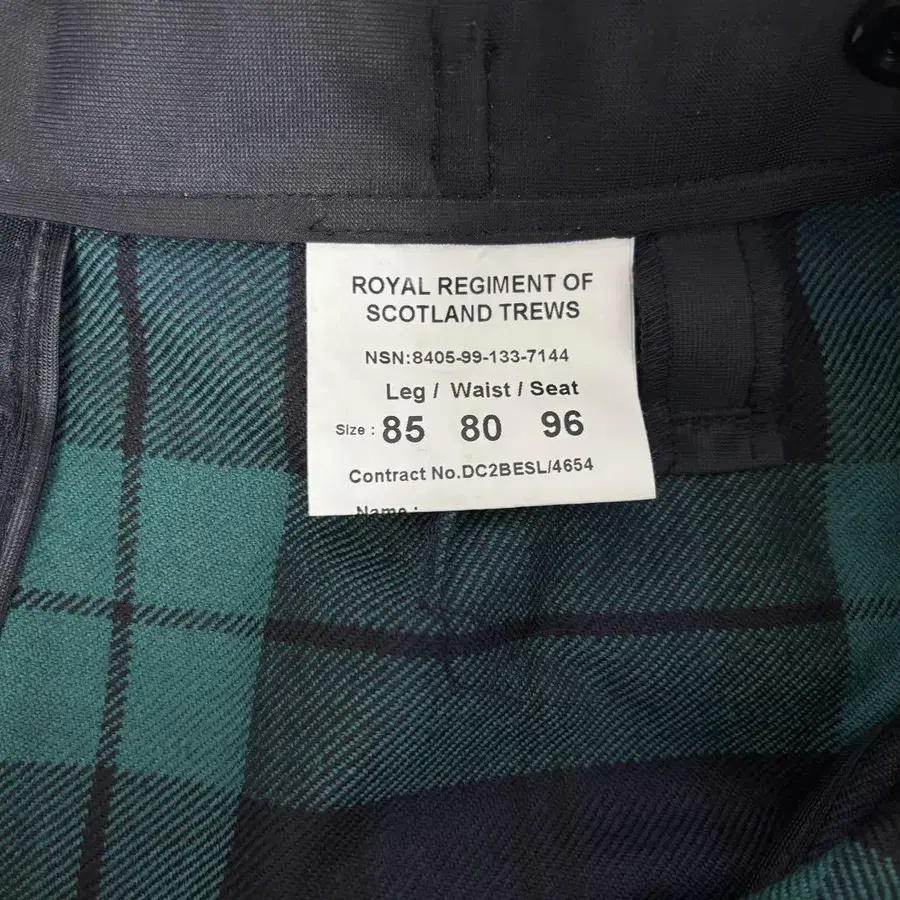 ROYAL REGIMENT OF
SCOTLAND TREWS
NSN:8405-99-133-7144
Leg / Waist / Seat
Size : 85 80 96
Contract No.DC2BESL/4654
Name :